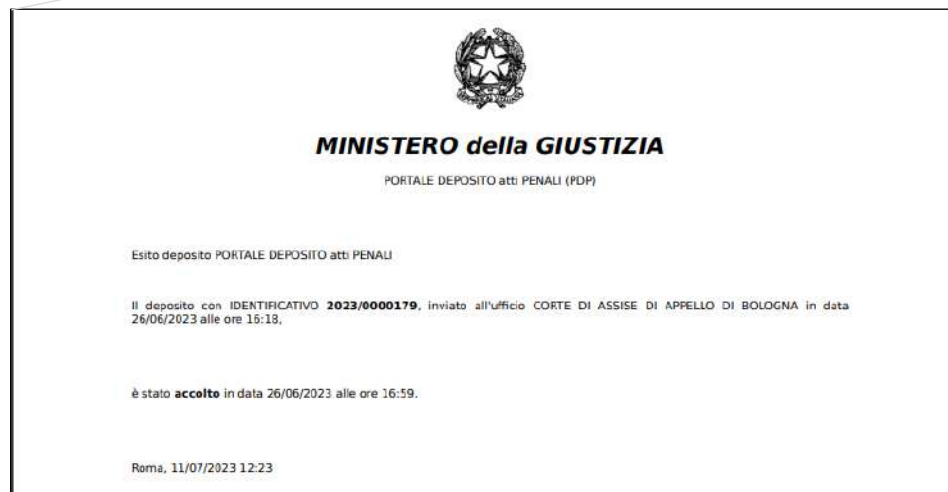 MINISTERO della GIUSTIZIA
PORTALE DEPOSITO atti PENALI (PDP)
Esito deposito PORTALE DEPOSITO atti PENALI
Il deposito con IDENTIFICATIVO 2023/0000179, inviato all'ufficio CORTE DI ASSISE DI APPELLO DI BOLOGNA in data
26/06/2023 alle ore 16:18,
è stato accolto in data 26/06/2023 alle ore 16:59.
Roma, 11/07/2023 12:23